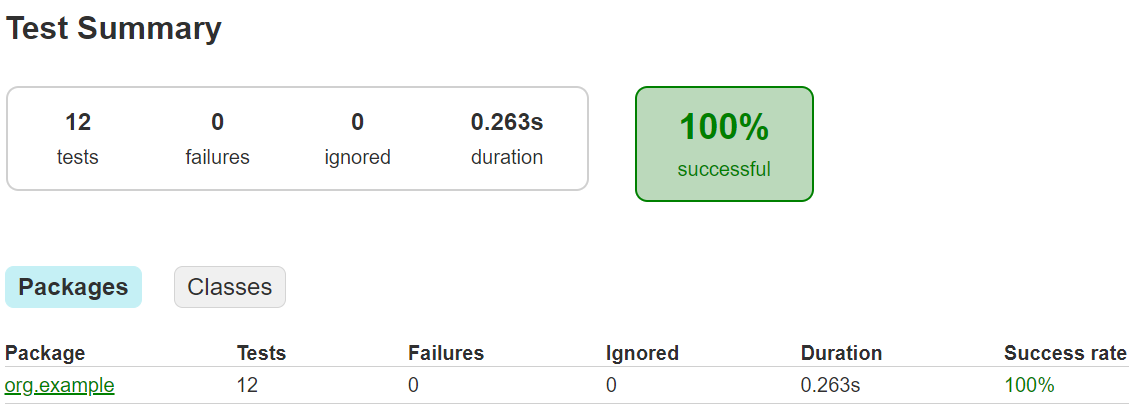 Test Summary
12 0 0 0.263s
tests failures ignored duration
100%
successful
Packages Classes
Package Tests Failures Ignored Duration Success rate
org.example 12 0 0 0.263s 100%